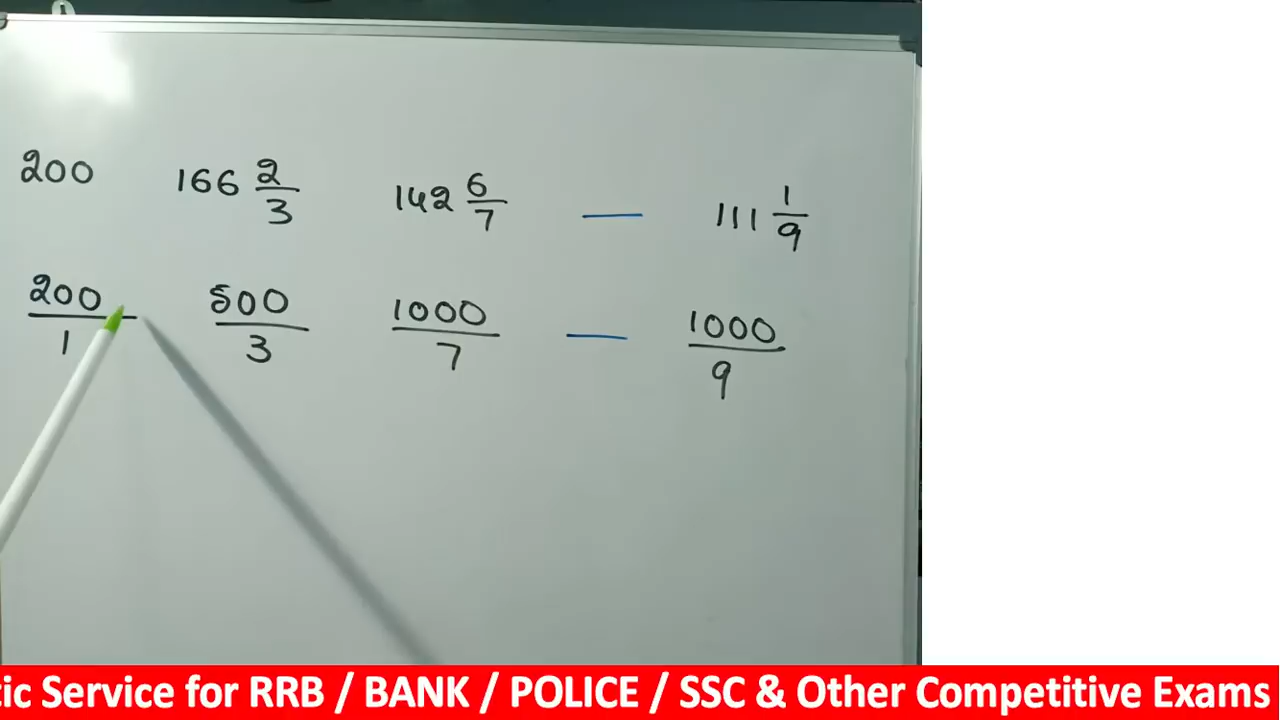 200 166 2/3 142 6/7 — 111 1/9
200/1 500/3 1000/7 — 1000/9
tic Service for RRB / BANK / POLICE / SSC & Other Competitive Exams